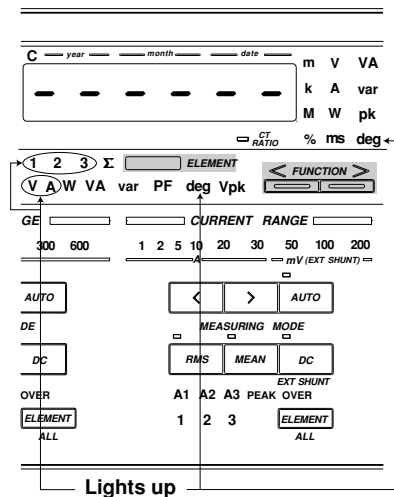 C year month date m V VA
k A var
M W pk
CT RATIO % ms deg
1 2 3 Σ ELEMENT
V A W VA var PF deg Vpk < FUNCTION >
GE CURRENT RANGE
300 600 1 2 5 10 20 30 50 100 200
A mV (EXT SHUNT)
AUTO < > AUTO
DE MEASURING MODE
DC RMS MEAN DC
EXT SHUNT
OVER A1 A2 A3 PEAK OVER
ELEMENT 1 2 3 ELEMENT
ALL ALL
Lights up